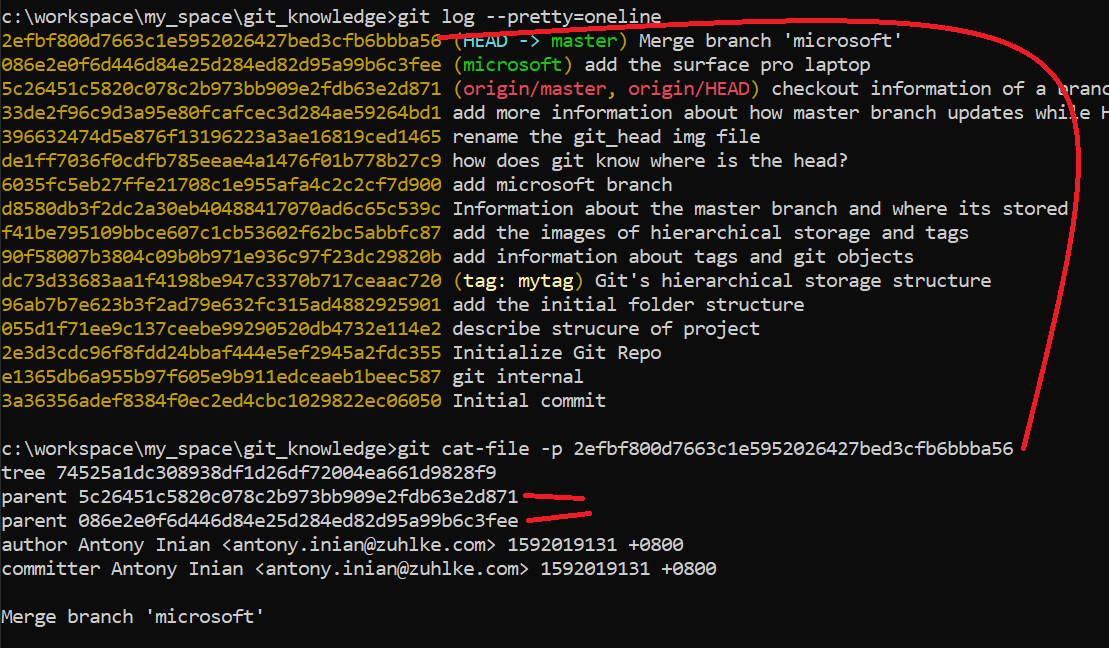 c:\workspace\my_space\git_knowledge>git log --pretty=oneline
2efbf800d7663c1e5952026427bed3cfb6bbba56 (HEAD -> master) Merge branch 'microsoft'
086e2e0f6d446d84e25d284ed82d95a99b6c3fee (microsoft) add the surface pro laptop
5c26451c5820c078c2b973bb909e2fdb63e2d871 (origin/master, origin/HEAD) checkout information of a branc
33de2f96c9d3a95e80fcafcec3d284ae59264bd1 add more information about how master branch updates while H
396632474d5e876f13196223a3ae16819ced1465 rename the git_head img file
de1ff7036f0cdfb785eeae4a1476f01b778b27c9 how does git know where is the head?
6035fc5eb27ffe21708c1e955afa4c2c2cf7d900 add microsoft branch
d8580db3f2dc2a30eb40488417070ad6c65c539c Information about the master branch and where its stored
f41be795109bbce607c1cb53602f62bc5abbfc87 add the images of hierarchical storage and tags
90f58007b3804c09b0b971e936c97f23dc29820b add information about tags and git objects
dc73d33683aa1f4198be947c3370b717ceaac720 (tag: mytag) Git's hierarchical storage structure
96ab7b7e623b3f2ad79e632fc315ad4882925901 add the initial folder structure
055d1f71ee9c137ceebe99290520db4732e114e2 describe strucure of project
2e3d3cdc96f8fdd24bbaf444e5ef2945a2fdc355 Initialize Git Repo
e1365db6a955b97f605e9b911edceaeb1beec587 git internal
3a36356adef8384f0ec2ed4cbc1029822ec06050 Initial commit
c:\workspace\my_space\git_knowledge>git cat-file -p 2efbf800d7663c1e5952026427bed3cfb6bbba56
tree 74525a1dc308938df1d26df72004ea661d9828f9
parent 5c26451c5820c078c2b973bb909e2fdb63e2d871
parent 086e2e0f6d446d84e25d284ed82d95a99b6c3fee
author Antony Inian <antony.inian@zuhlke.com> 1592019131 +0800
committer Antony Inian <antony.inian@zuhlke.com> 1592019131 +0800
Merge branch 'microsoft'